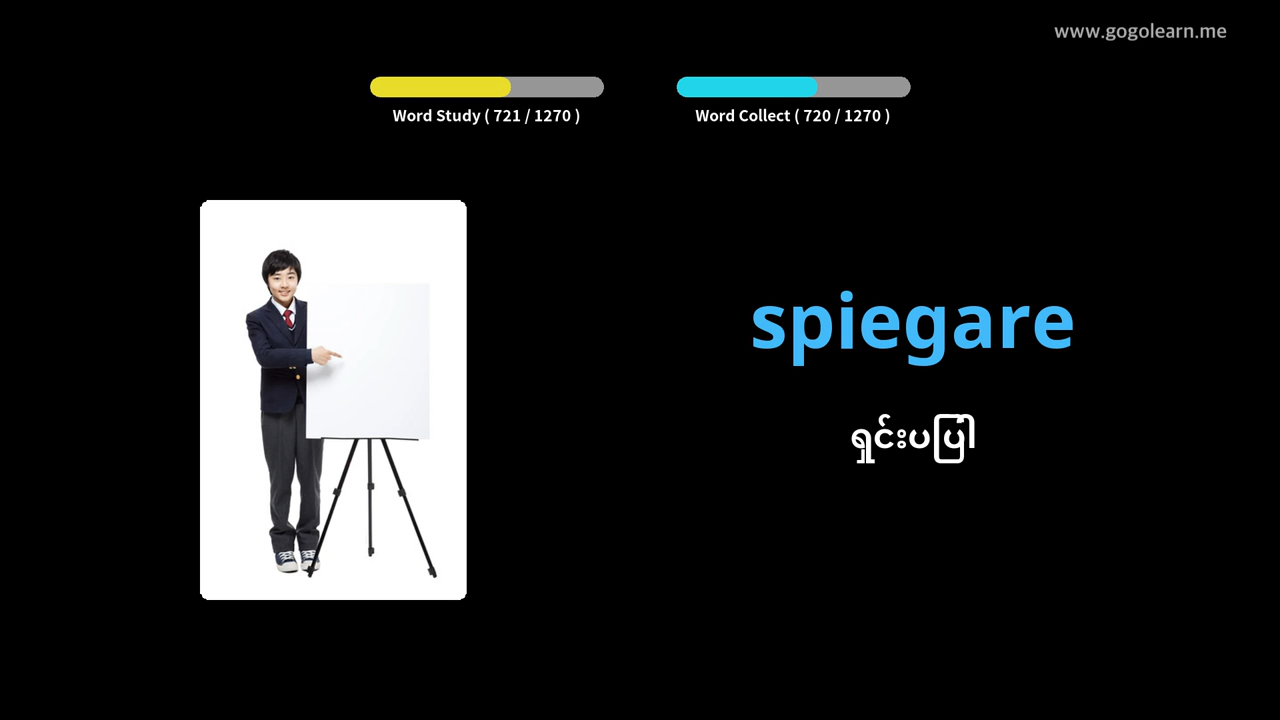 www.gogolearn.me
Word Study ( 721 / 1270 )
Word Collect ( 720 / 1270 )
spiegare
ရှင်းပပြါ